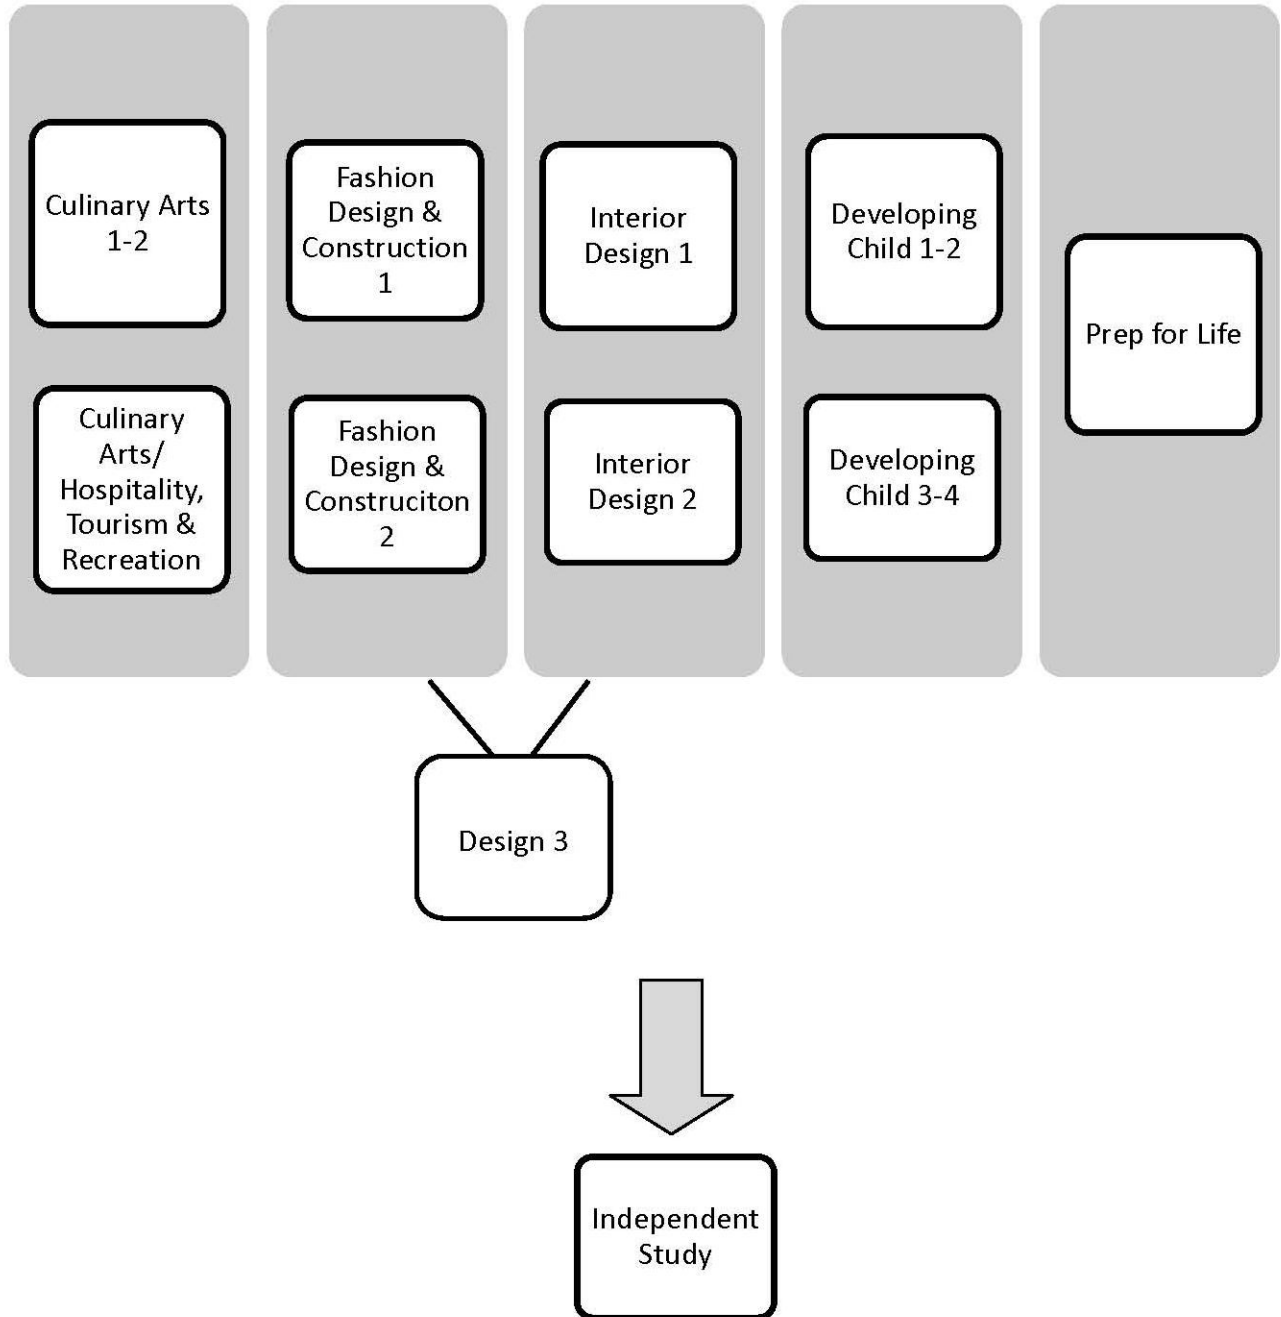 Culinary Arts
1-2
Culinary
Arts/
Hospitality,
Tourism &
Recreation
Fashion
Design &
Construction
1
Fashion
Design &
Construciton
2
Interior
Design 1
Interior
Design 2
Developing
Child 1-2
Developing
Child 3-4
Prep for Life
Design 3
Independent
Study